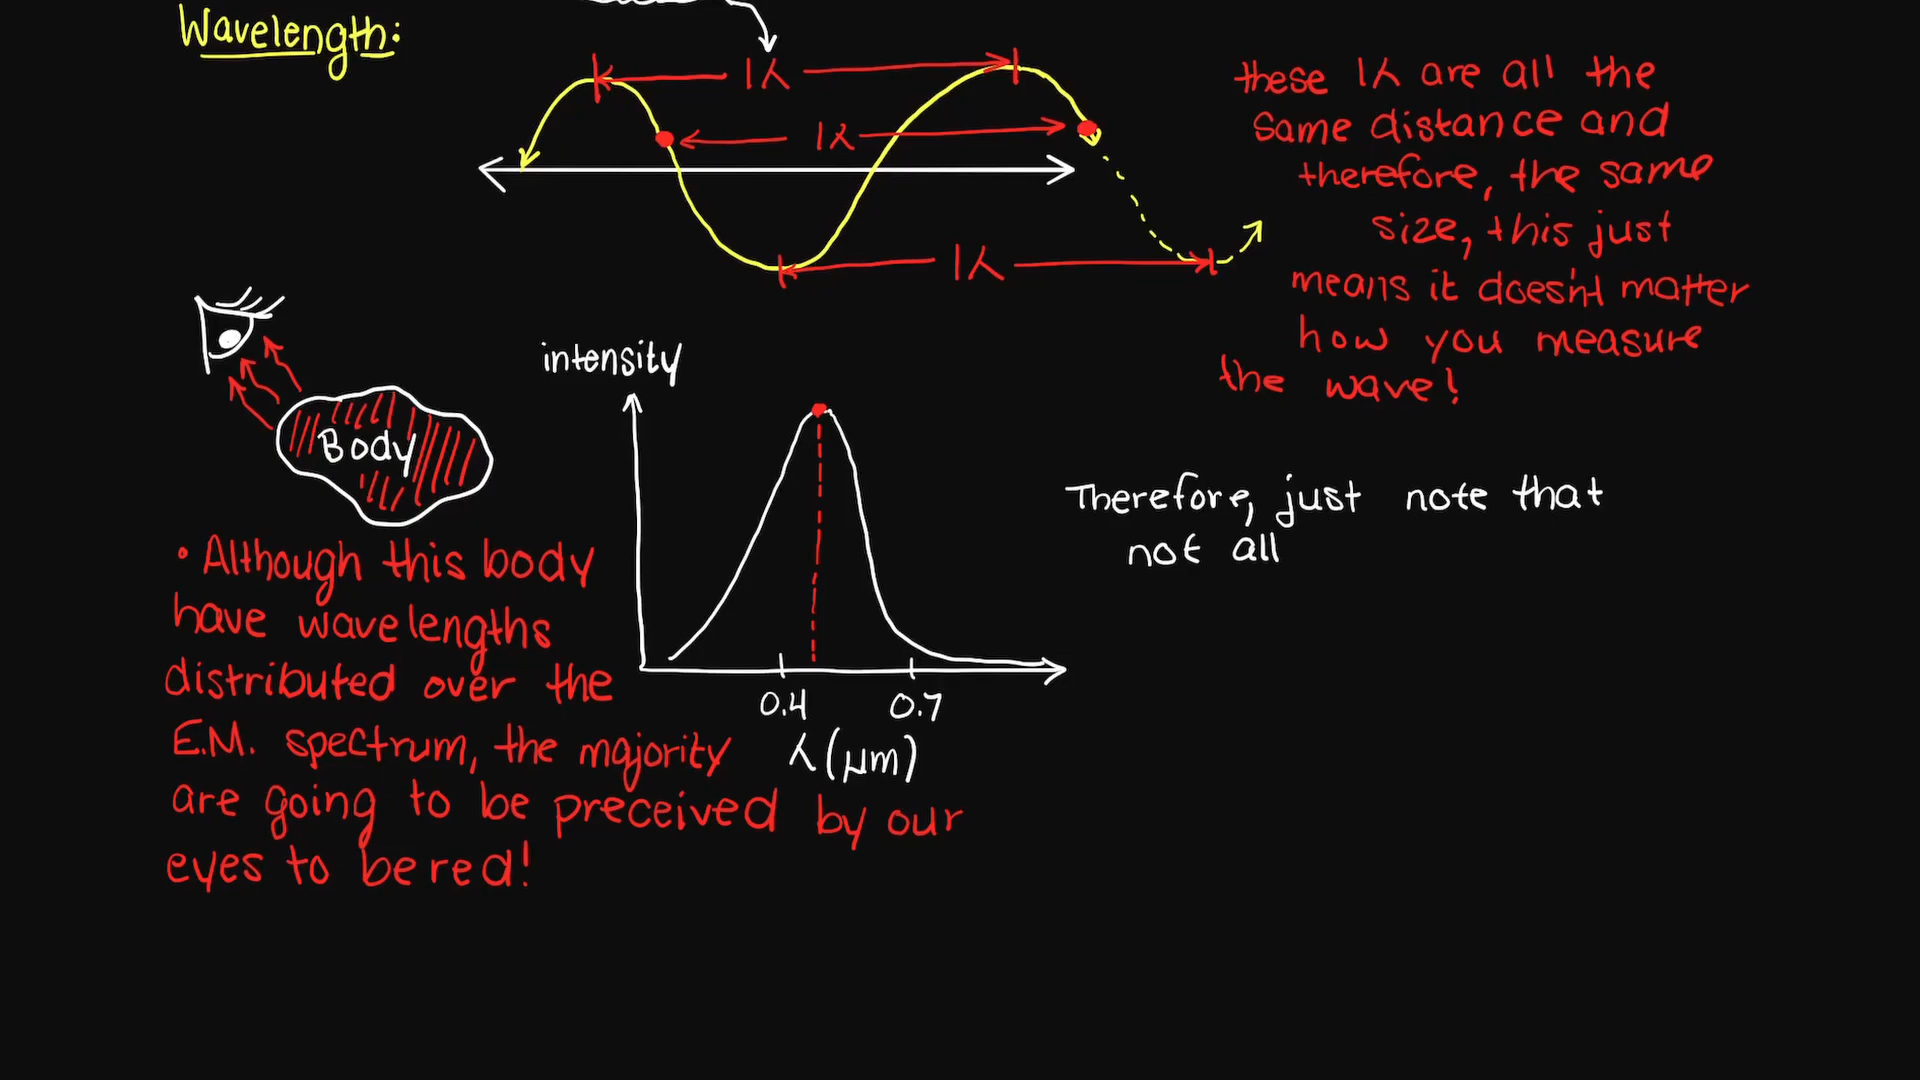 Wavelength:
1λ
1λ
1λ
these 1λ are all the
same distance and
therefore, the same
size, this just
means it doesn't matter
how you measure
the wave!
intensity
Body
Therefore, just note that
not all
• Although this body
have wavelengths
distributed over the
E.M. spectrum, the majority
are going to be preceived by our
eyes to be red!
0.4 0.7
λ(μm)